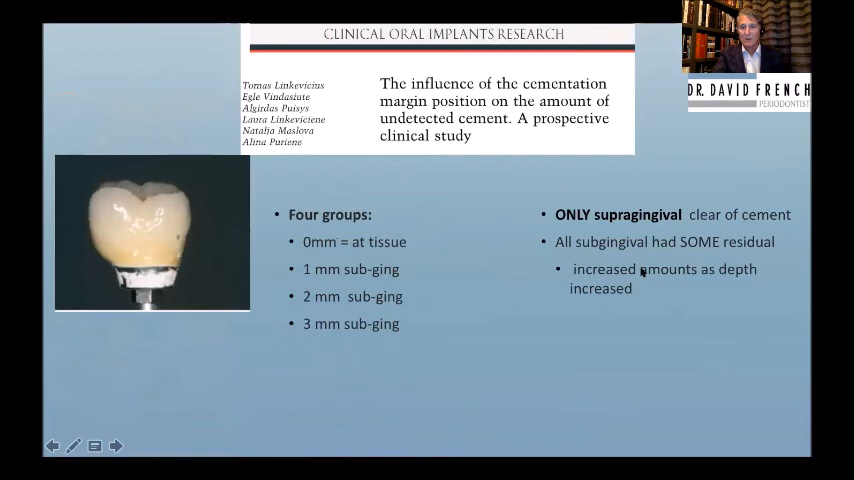 CLINICAL ORAL IMPLANTS RESEARCH
Tomas Linkevicius
Egle Vindasiute
Algirdas Puisys
Laura Linkeviciene
Natalja Maslova
Alina Puriene
The influence of the cementation
margin position on the amount of
undetected cement. A prospective
clinical study
DR. DAVID FRENCH
PERIODONTIST
• Four groups:
• 0mm = at tissue
• 1 mm sub-ging
• 2 mm sub-ging
• 3 mm sub-ging
• ONLY supragingival clear of cement
• All subgingival had SOME residual
• increased amounts as depth
increased